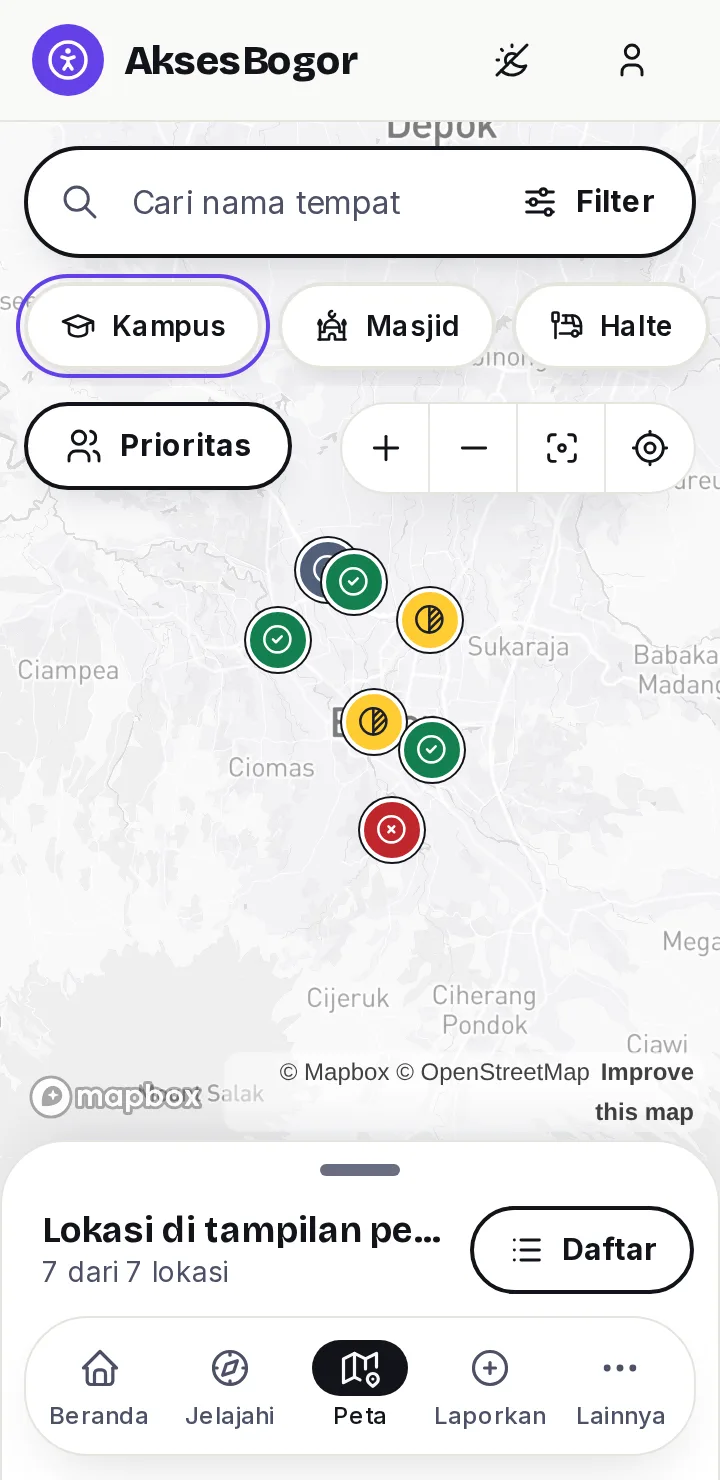 AksesBogor
Depok
Cari nama tempat
Filter
Kampus
Masjid
Halte
Prioritas
Sukaraja
Ciampea
Madang
Ciomas
Cijeruk
Ciherang
Pondok
Ciawi
Salak
mapbox
© Mapbox © OpenStreetMap Improve
this map
Lokasi di tampilan pe...
7 dari 7 lokasi
Daftar
Beranda
Jelajahi
Peta
Laporkan
Lainnya